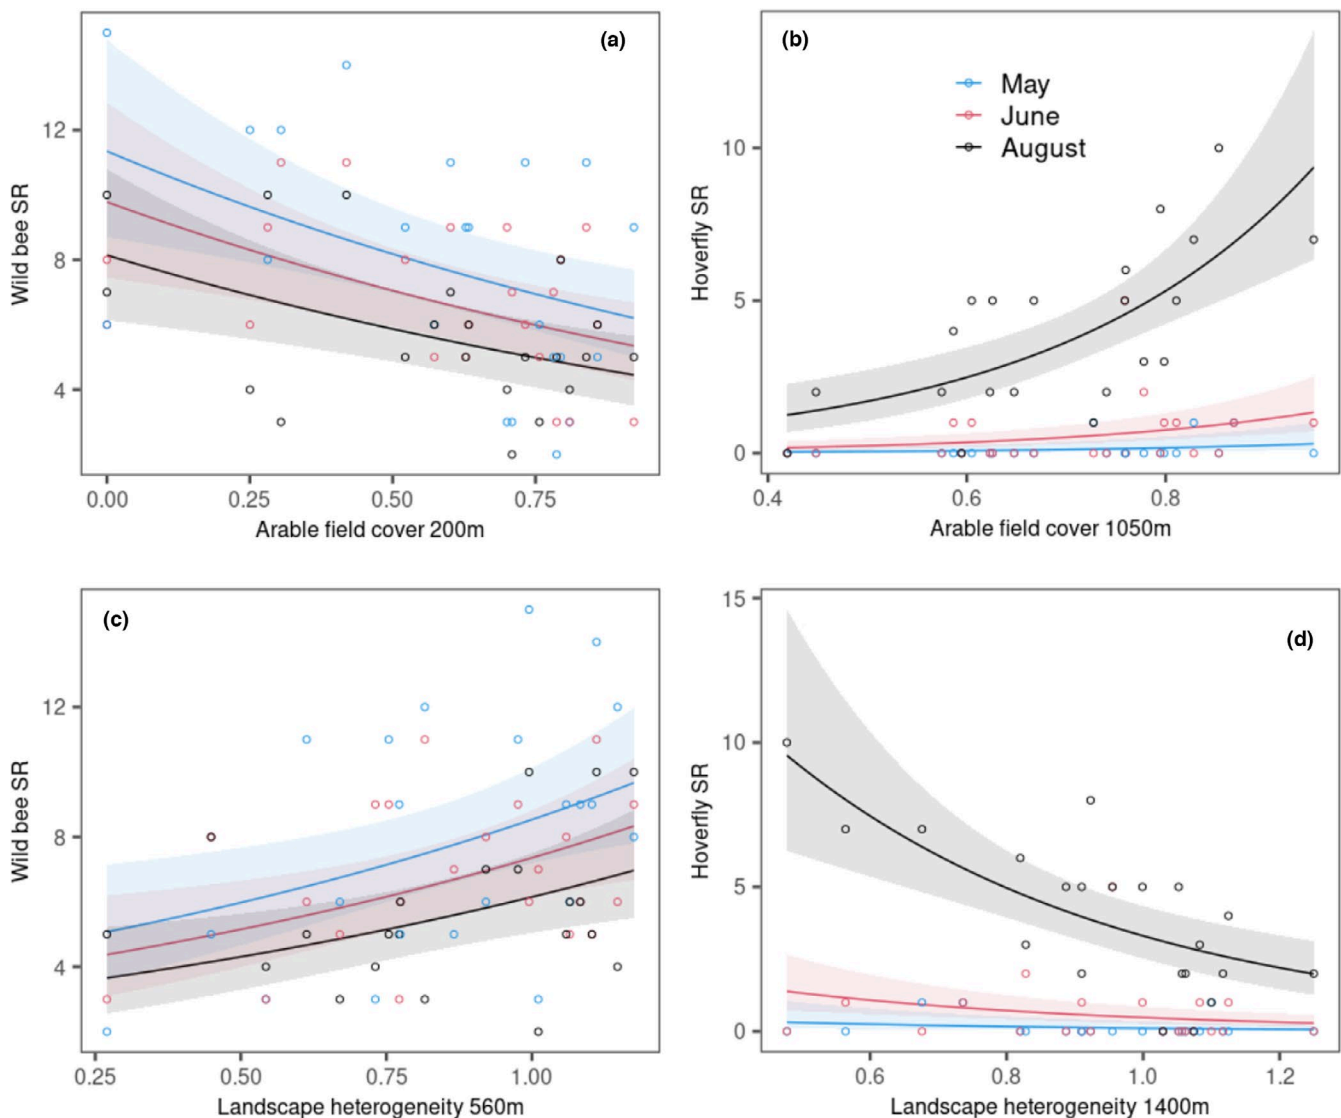 (a)
12
8
4
Wild bee SR
0.00 0.25 0.50 0.75
Arable field cover 200m
(b)
May
June
August
10
5
0
Hoverfly SR
0.4 0.6 0.8
Arable field cover 1050m
(c)
12
8
4
Wild bee SR
0.25 0.50 0.75 1.00
Landscape heterogeneity 560m
(d)
15
10
5
0
Hoverfly SR
0.6 0.8 1.0 1.2
Landscape heterogeneity 1400m